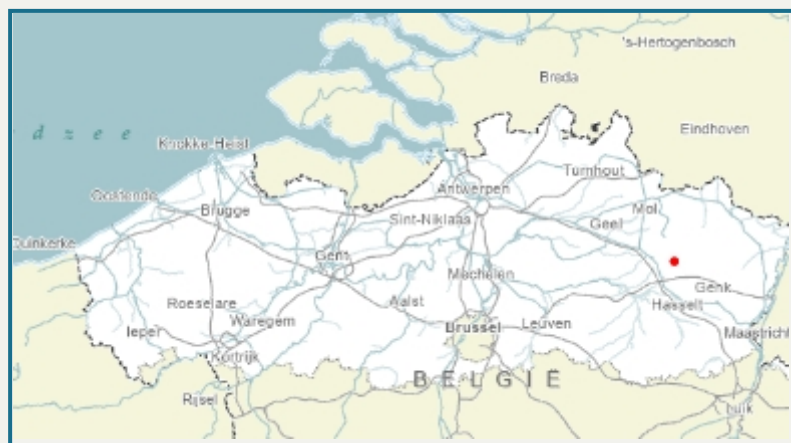 's-Hertogenbosch
Breda
dzee
Eindhoven
Knokke-Heist
Turnhout
Antwerpen
Oostende
Mol
Brugge
Sint-Niklaas
Geel
Duinkerke
Gent
Mechelen
Genk
Roeselare
Aalst
Hasselt
Ieper
Waregem
Brussel
Leuven
Maastricht
Kortrijk
BELGIË
Rijsel
Luik